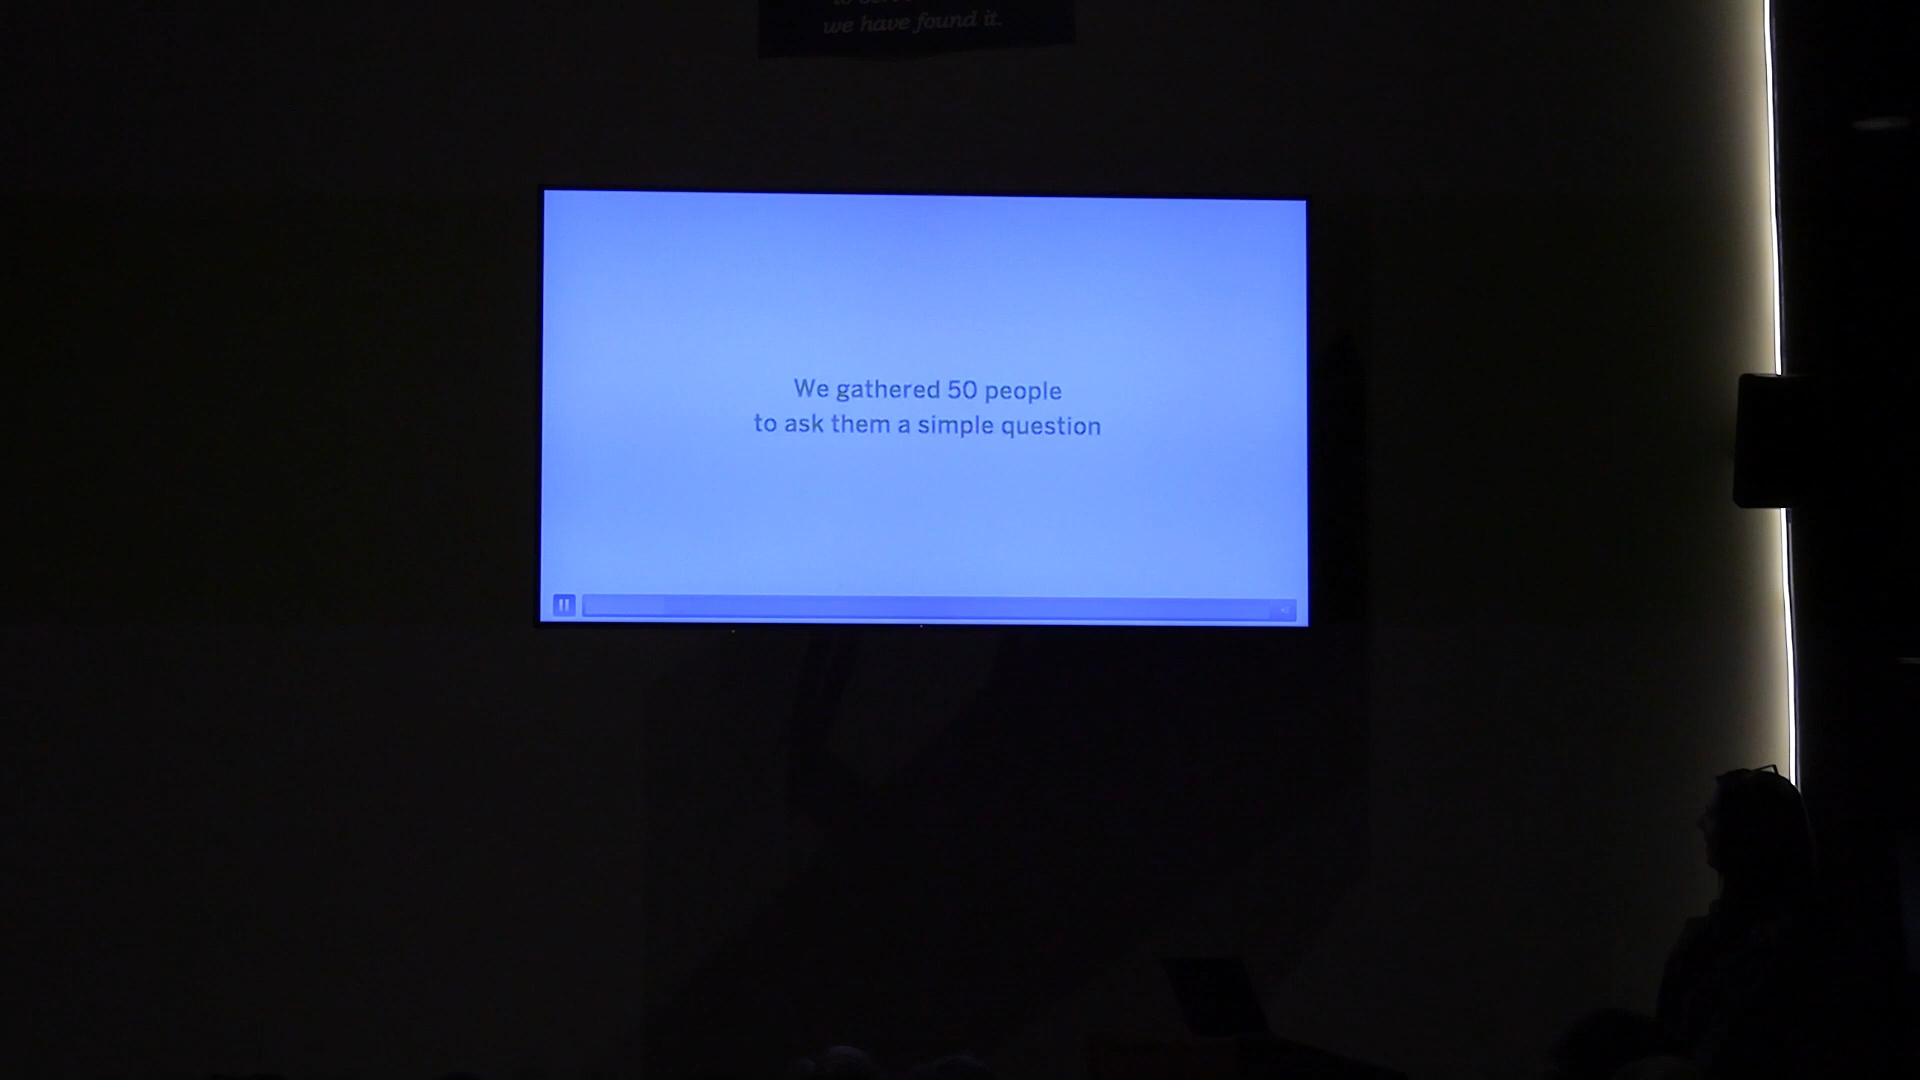 we have found it.
We gathered 50 people
to ask them a simple question